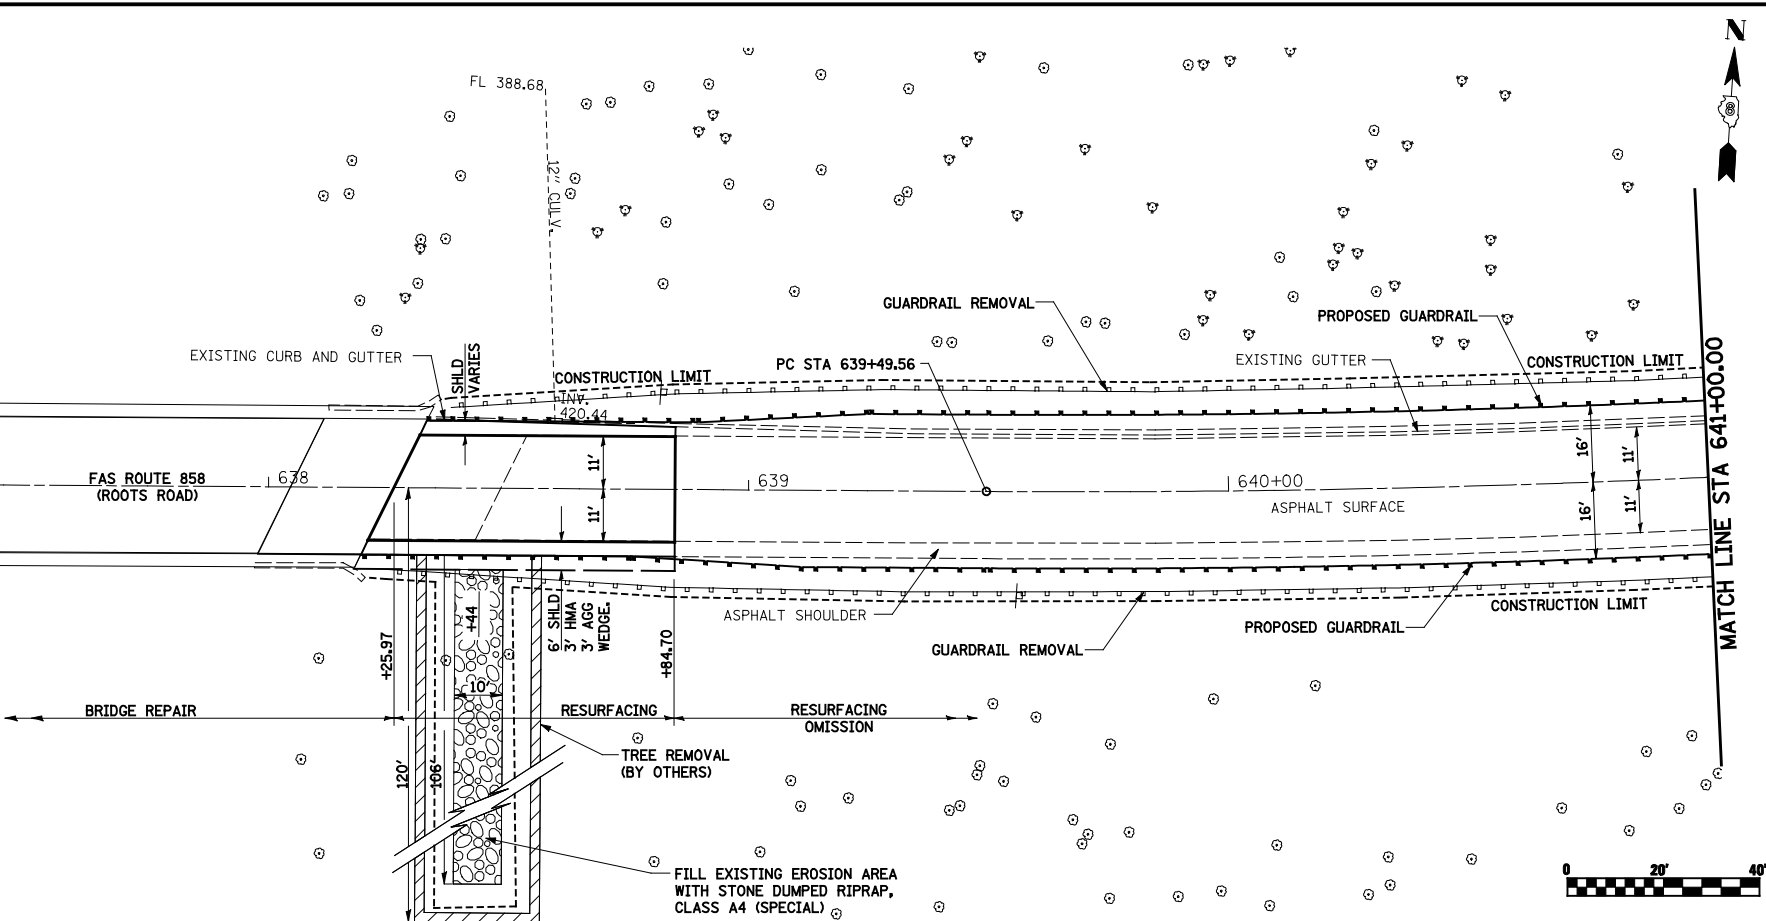 N
FL 388.68
12" CULV.
GUARDRAIL REMOVAL
PROPOSED GUARDRAIL
EXISTING CURB AND GUTTER
SHLD
VARIES
CONSTRUCTION LIMIT
PC STA 639+49.56
EXISTING GUTTER
CONSTRUCTION LIMIT
INV.
420.44
FAS ROUTE 858
(ROOTS ROAD)
638
11'
11'
639
640+00
ASPHALT SURFACE
16'
16'
11'
11'
MATCH LINE STA 641+00.00
ASPHALT SHOULDER
GUARDRAIL REMOVAL
PROPOSED GUARDRAIL
CONSTRUCTION LIMIT
+25.97
+44
6' SHLD
3' HMA
3' AGG
WEDGE.
+84.70
10'
BRIDGE REPAIR
RESURFACING
RESURFACING
OMISSION
TREE REMOVAL
(BY OTHERS)
120'
106'
FILL EXISTING EROSION AREA
WITH STONE DUMPED RIPRAP,
CLASS A4 (SPECIAL)
0 20' 40'